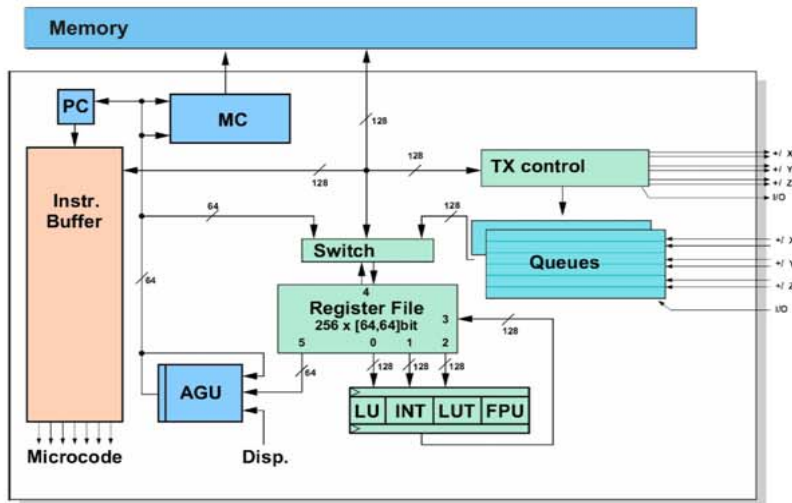 Memory
PC
MC
128
128
128
TX control
+/ X
+/ Y
+/ Z
I/O
Instr.
Buffer
64
128
Switch
Queues
+/ X
+/ Y
+/ Z
I/O
64
4
Register File
256 x [64,64]bit
3
5 0 1 2
128
64
128
128
128
AGU
LU INT LUT FPU
Microcode
Disp.